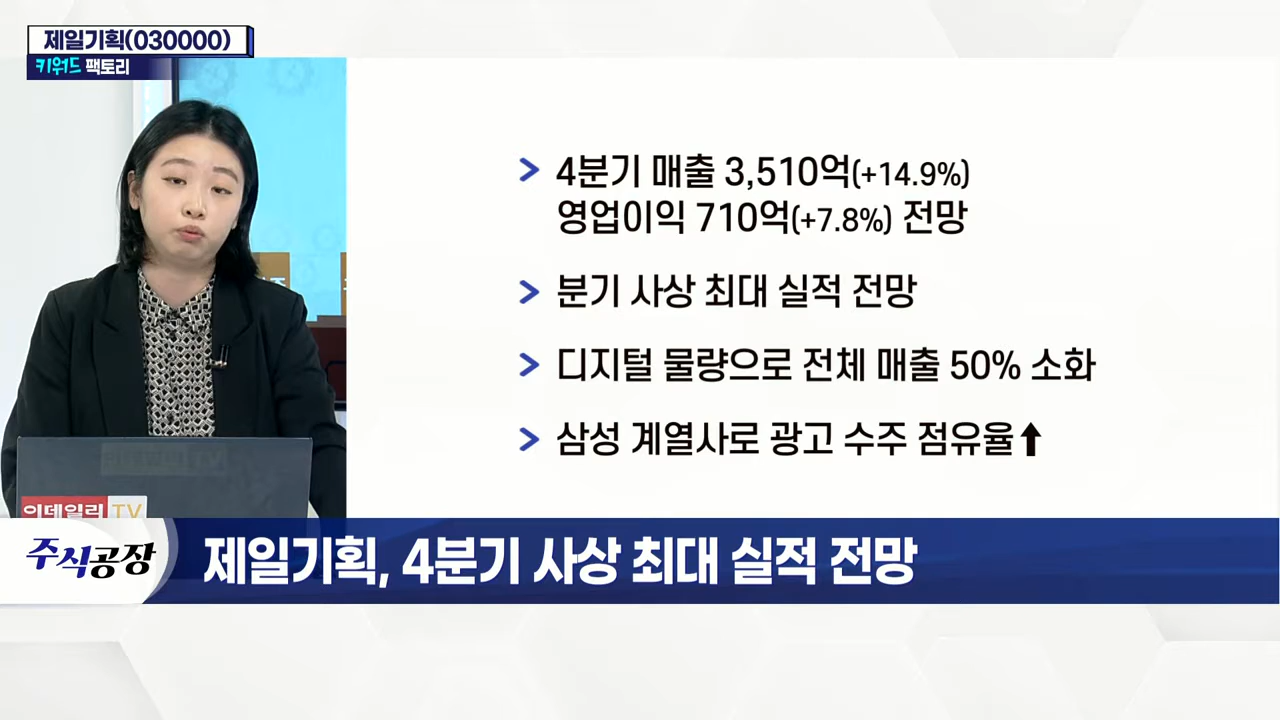 제일기획(030000)
키워드 팩토리
4분기 매출 3,510억(+14.9%)
영업이익 710억(+7.8%) 전망
분기 사상 최대 실적 전망
디지털 물량으로 전체 매출 50% 소화
삼성 계열사로 광고 수주 점유율⬆
이데일리 TV
주식공장
제일기획, 4분기 사상 최대 실적 전망